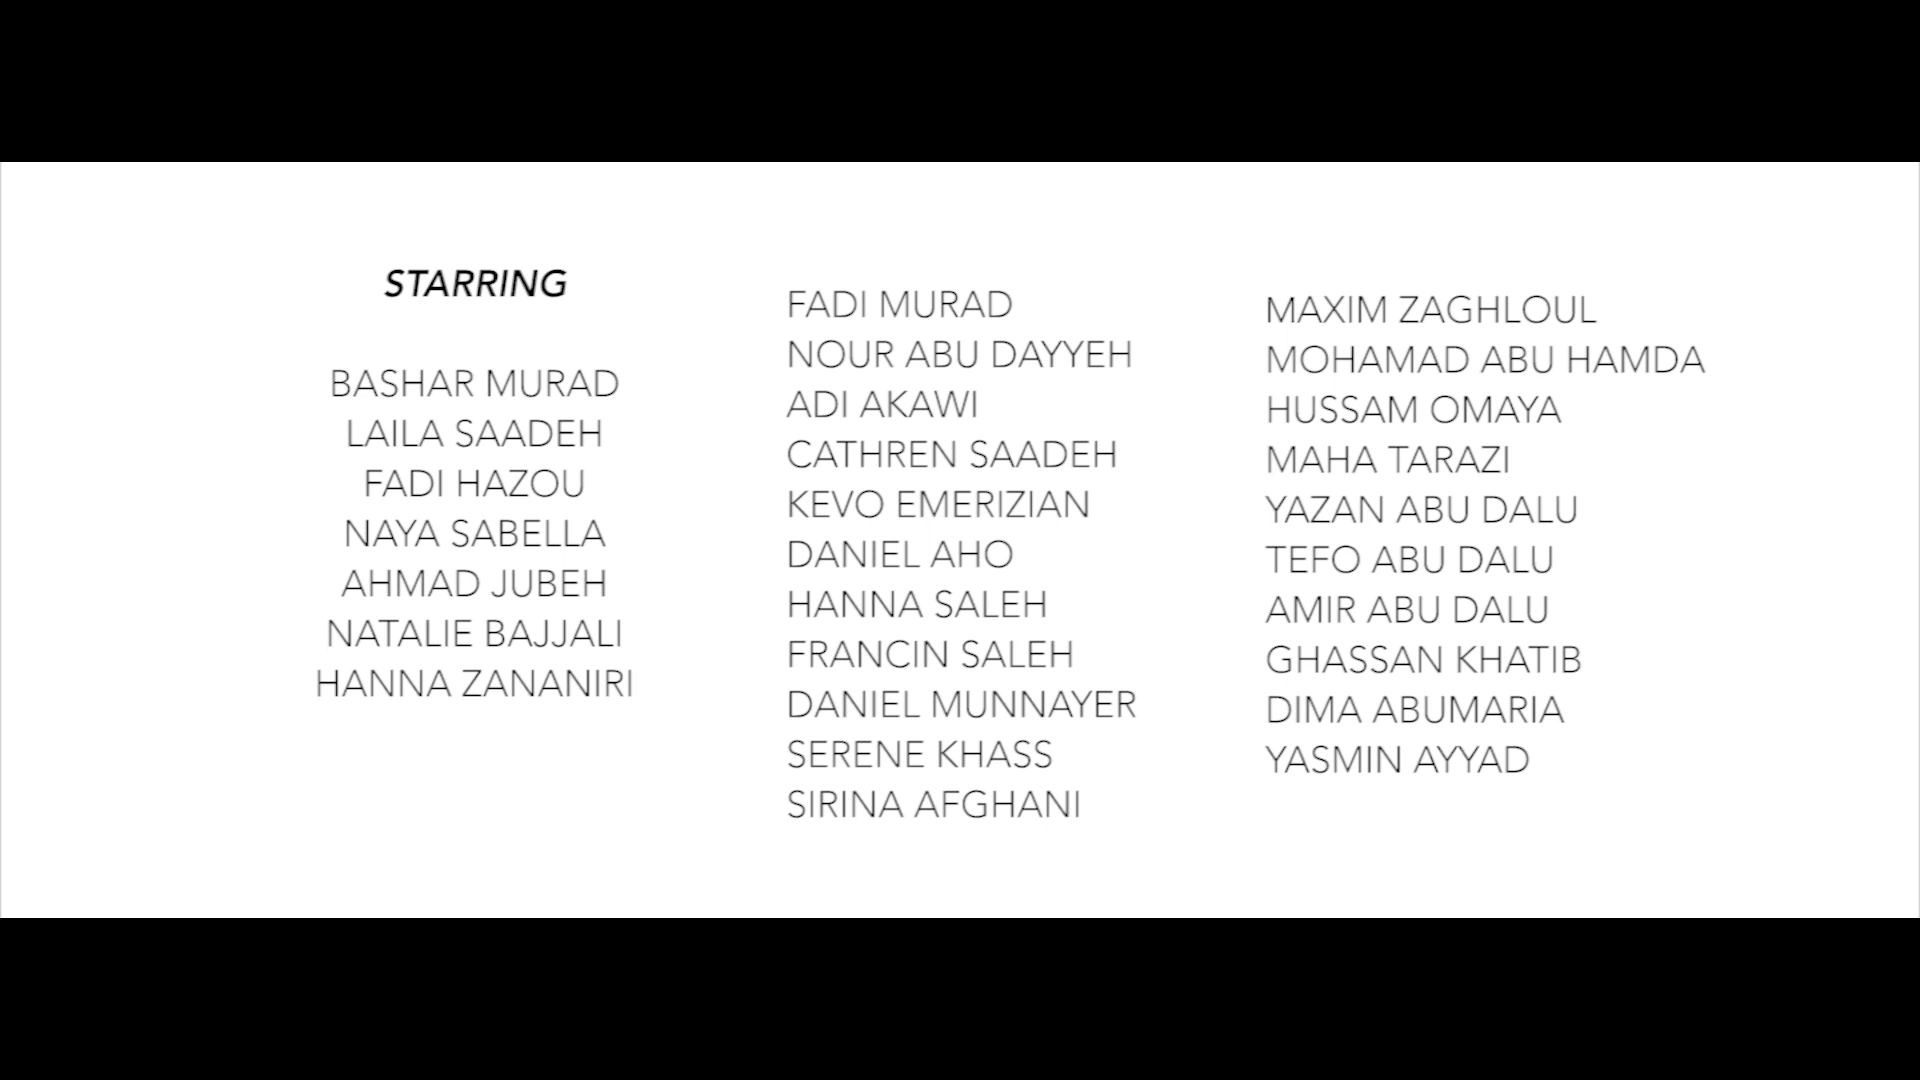 STARRING
BASHAR MURAD
LAILA SAADEH
FADI HAZOU
NAYA SABELLA
AHMAD JUBEH
NATALIE BAJJALI
HANNA ZANANIRI
FADI MURAD
NOUR ABU DAYYEH
ADI AKAWI
CATHREN SAADEH
KEVO EMERIZIAN
DANIEL AHO
HANNA SALEH
FRANCIN SALEH
DANIEL MUNNAYER
SERENE KHASS
SIRINA AFGHANI
MAXIM ZAGHLOUL
MOHAMAD ABU HAMDA
HUSSAM OMAYA
MAHA TARAZI
YAZAN ABU DALU
TEFO ABU DALU
AMIR ABU DALU
GHASSAN KHATIB
DIMA ABUMARIA
YASMIN AYYAD